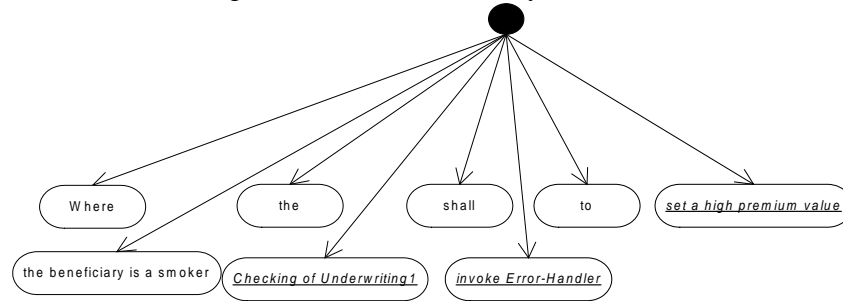 Where
the
shall
to
set a high premium value
the beneficiary is a smoker
Checking of Underwriting1
invoke Error-Handler